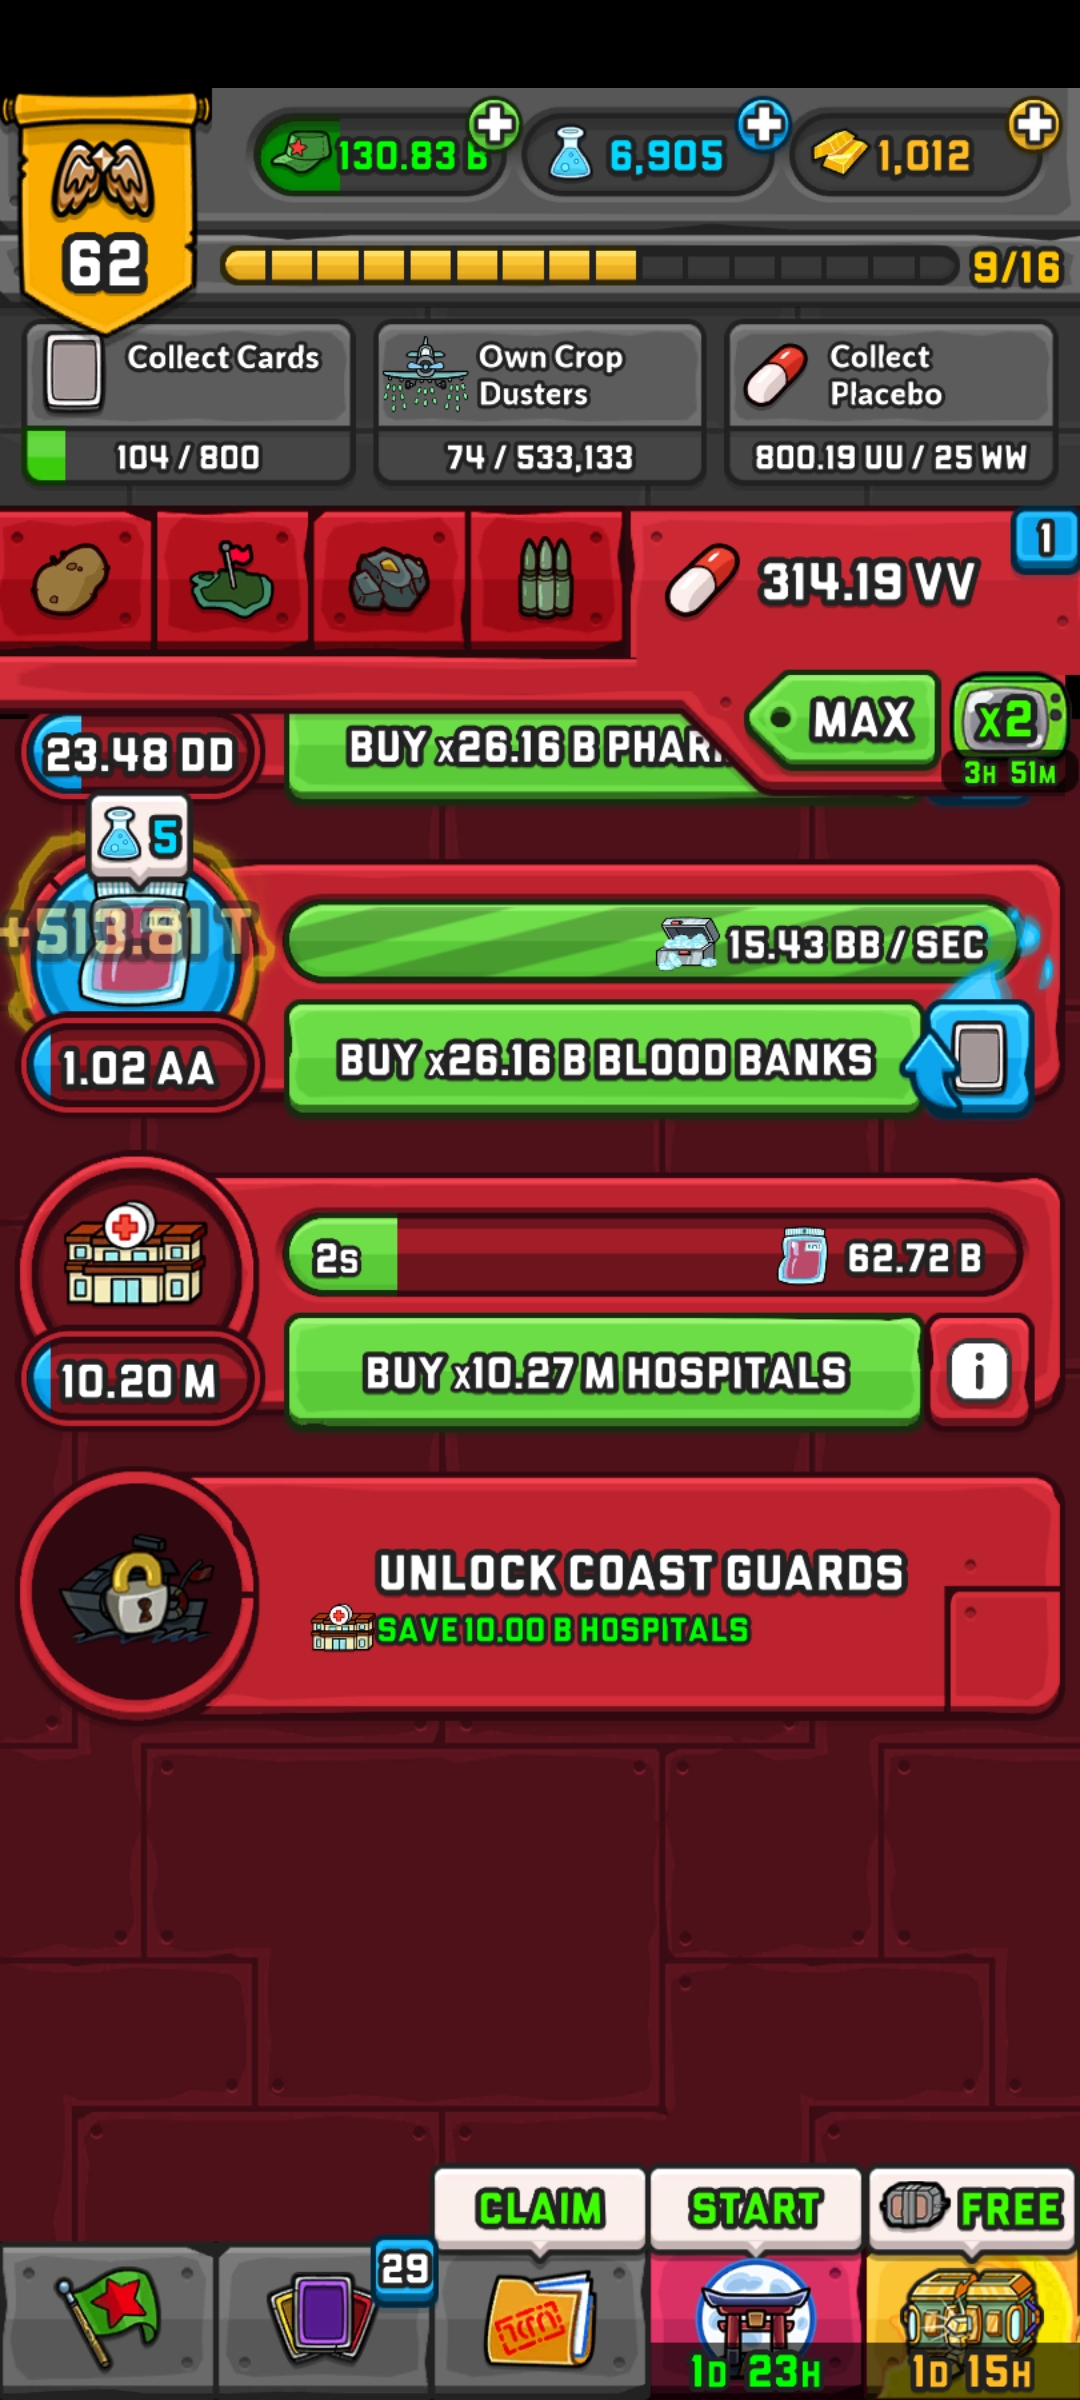 130.83 B
6,905
1,012
62
9/16
Collect Cards
104 / 800
Own Crop
Dusters
74 / 533,133
Collect
Placebo
800.19 UU / 25 WW
314.19 VV
1
MAX
x2
3H 51M
23.48 DD
BUY x26.16 B
5
+513.81 T
15.43 BB / SEC
1.02 AA
BUY x26.16 B BLOOD BANKS
2S
62.72 B
10.20 M
BUY x10.27 M HOSPITALS
i
UNLOCK COAST GUARDS
SAVE 10.00 B HOSPITALS
CLAIM
START
FREE
29
1D 23H
1D 15H